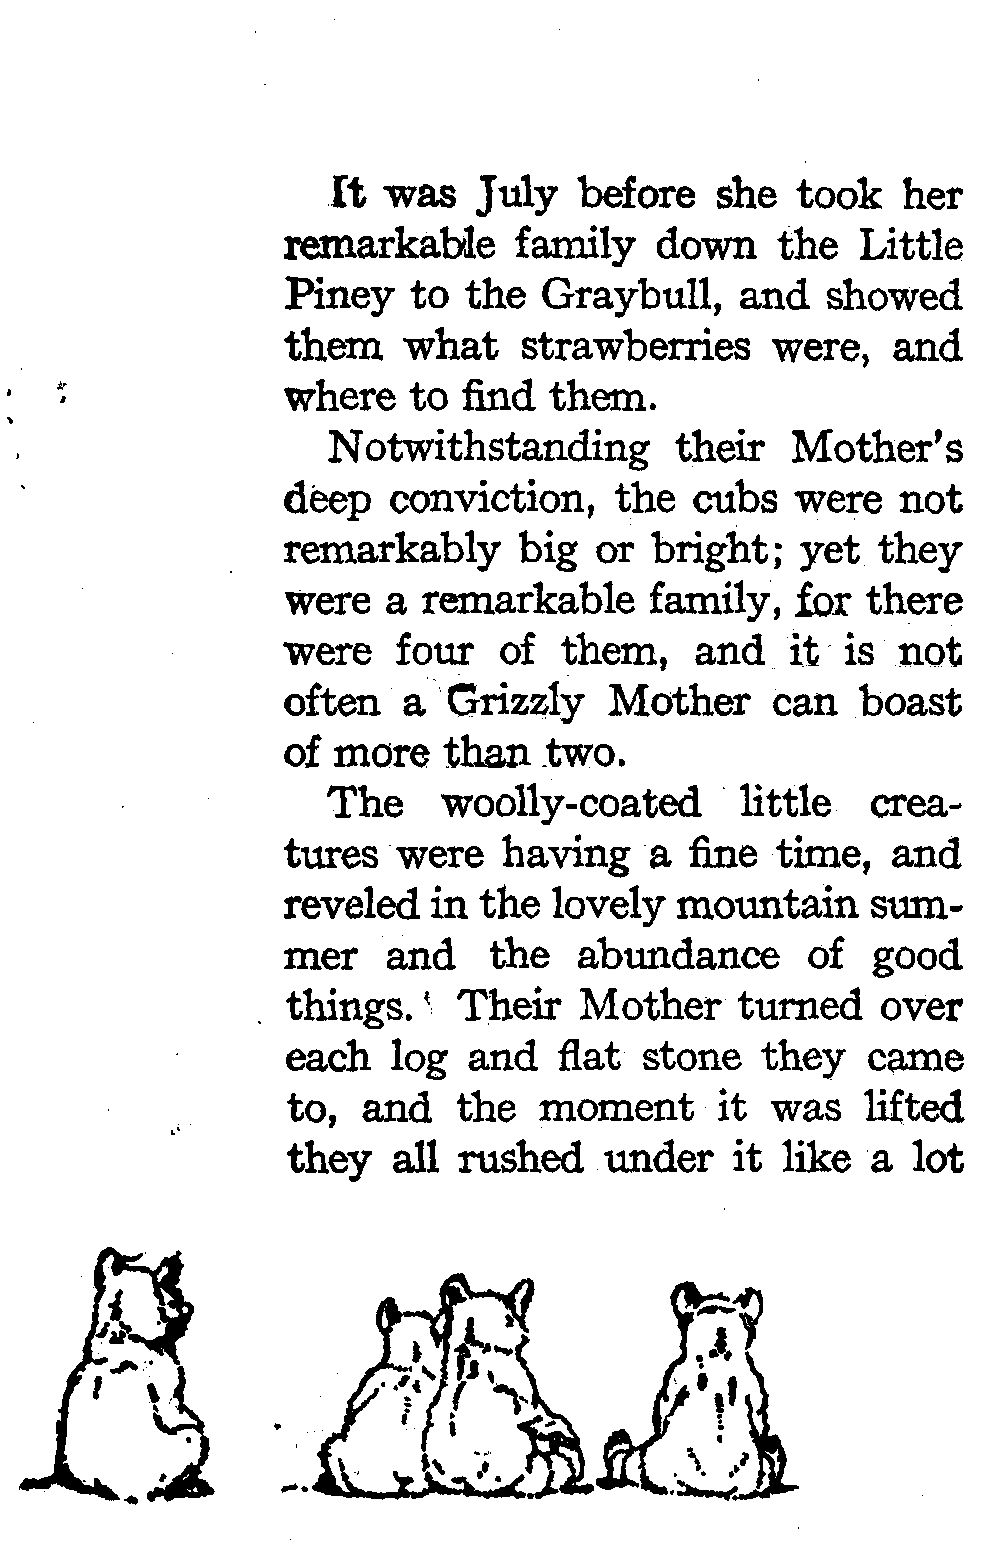 It was July before she took her
remarkable family down the Little
Piney to the Graybull, and showed
them what strawberries were, and
where to find them.
Notwithstanding their Mother's
deep conviction, the cubs were not
remarkably big or bright; yet they
were a remarkable family, for there
were four of them, and it is not
often a Grizzly Mother can boast
of more than two.
The woolly-coated little crea-
tures were having a fine time, and
reveled in the lovely mountain sum-
mer and the abundance of good
things. Their Mother turned over
each log and flat stone they came
to, and the moment it was lifted
they all rushed under it like a lot